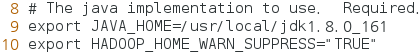 8 # The java implementation to use.  Required.
9 export JAVA_HOME=/usr/local/jdk1.8.0_161
10 export HADOOP_HOME_WARN_SUPPRESS="TRUE"